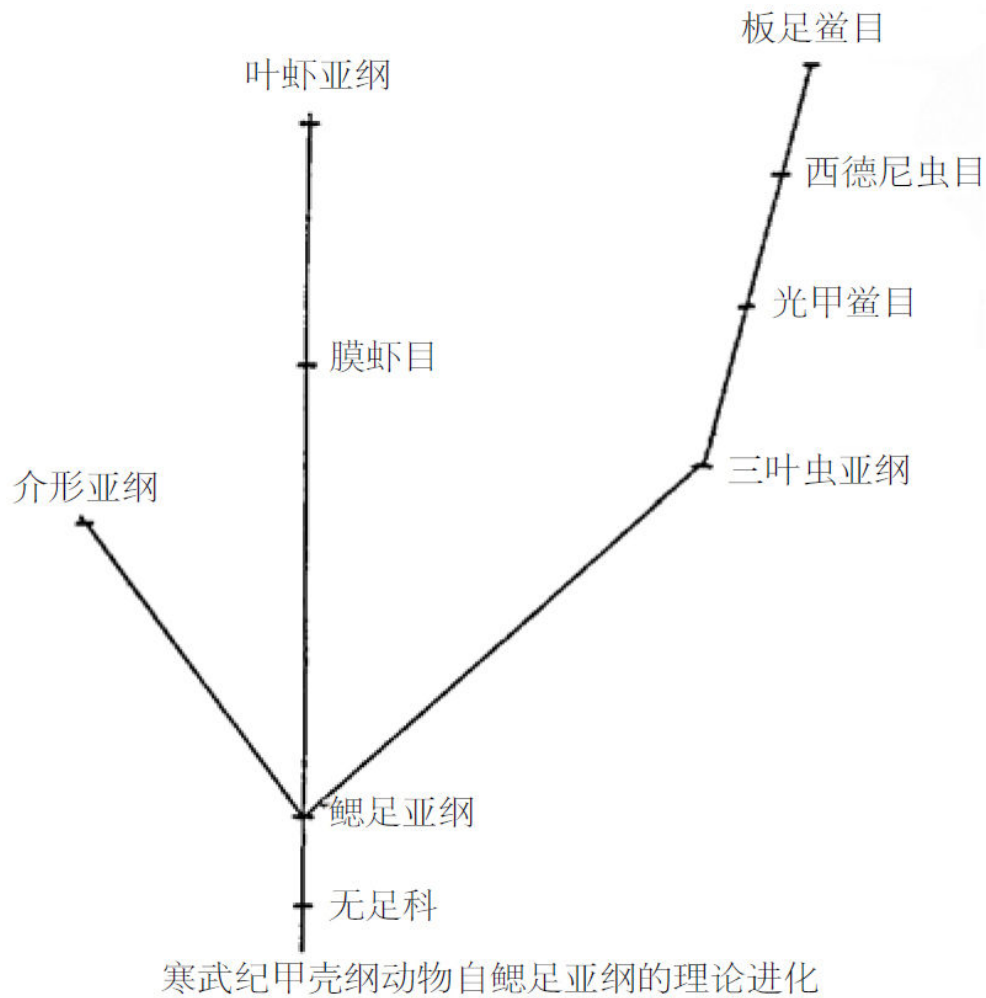 板足鲎目
叶虾亚纲
西德尼虫目
光甲鲎目
膜虾目
三叶虫亚纲
介形亚纲
鳃足亚纲
无足科
寒武纪甲壳纲动物自鳃足亚纲的理论进化